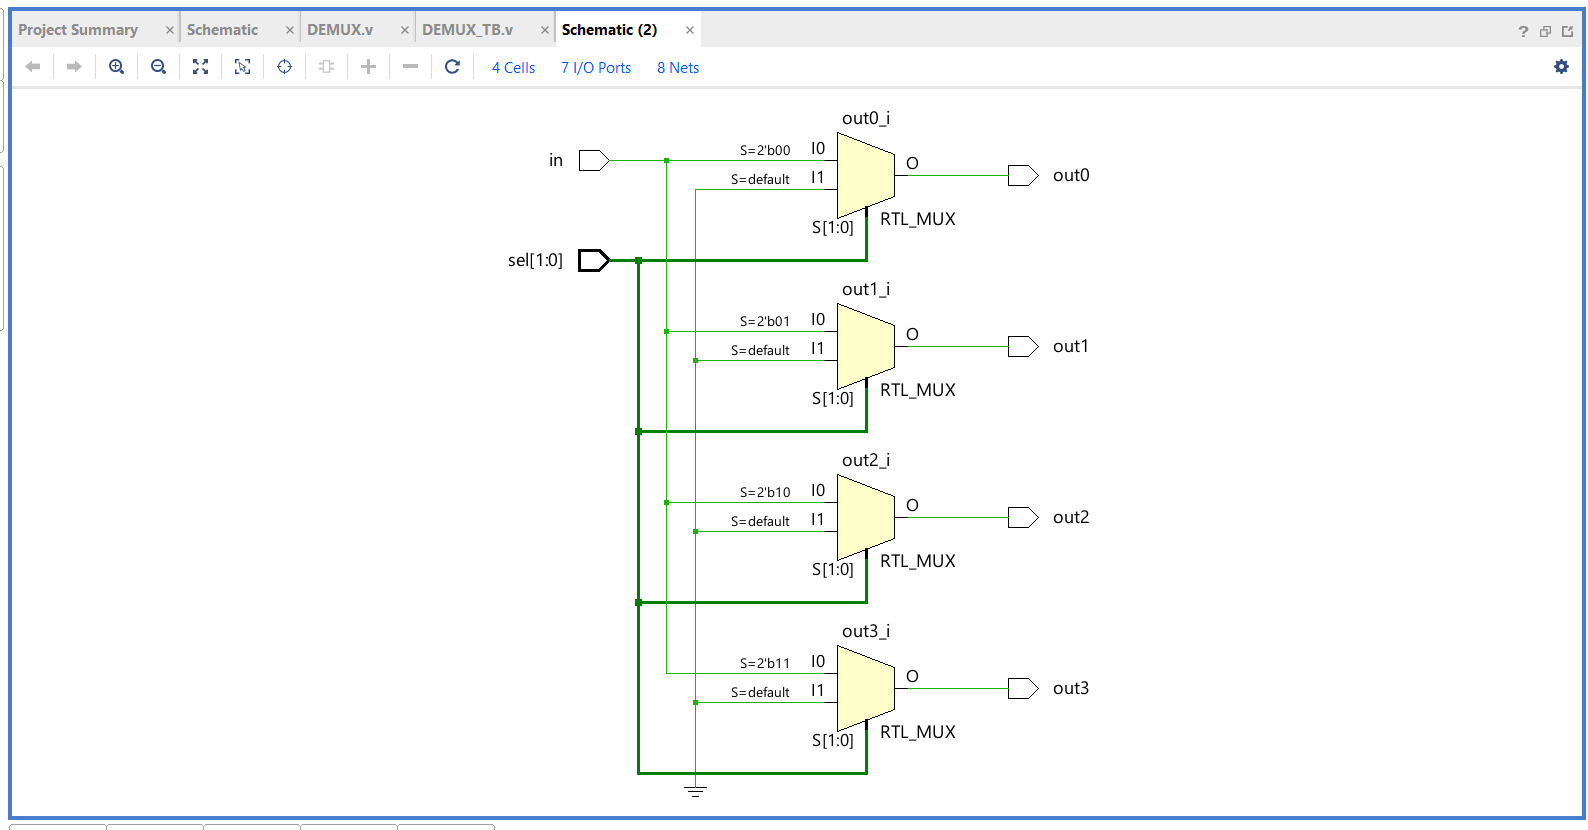 Project Summary × Schematic × DEMUX.v × DEMUX_TB.v × Schematic (2) × ?
4 Cells 7 I/O Ports 8 Nets
out0_i
in S=2'b00 I0 O
S=default I1 out0
S[1:0] RTL_MUX
sel[1:0]
out1_i
S=2'b01 I0 O
S=default I1 out1
S[1:0] RTL_MUX
out2_i
S=2'b10 I0 O
S=default I1 out2
S[1:0] RTL_MUX
out3_i
S=2'b11 I0 O
S=default I1 out3
S[1:0] RTL_MUX